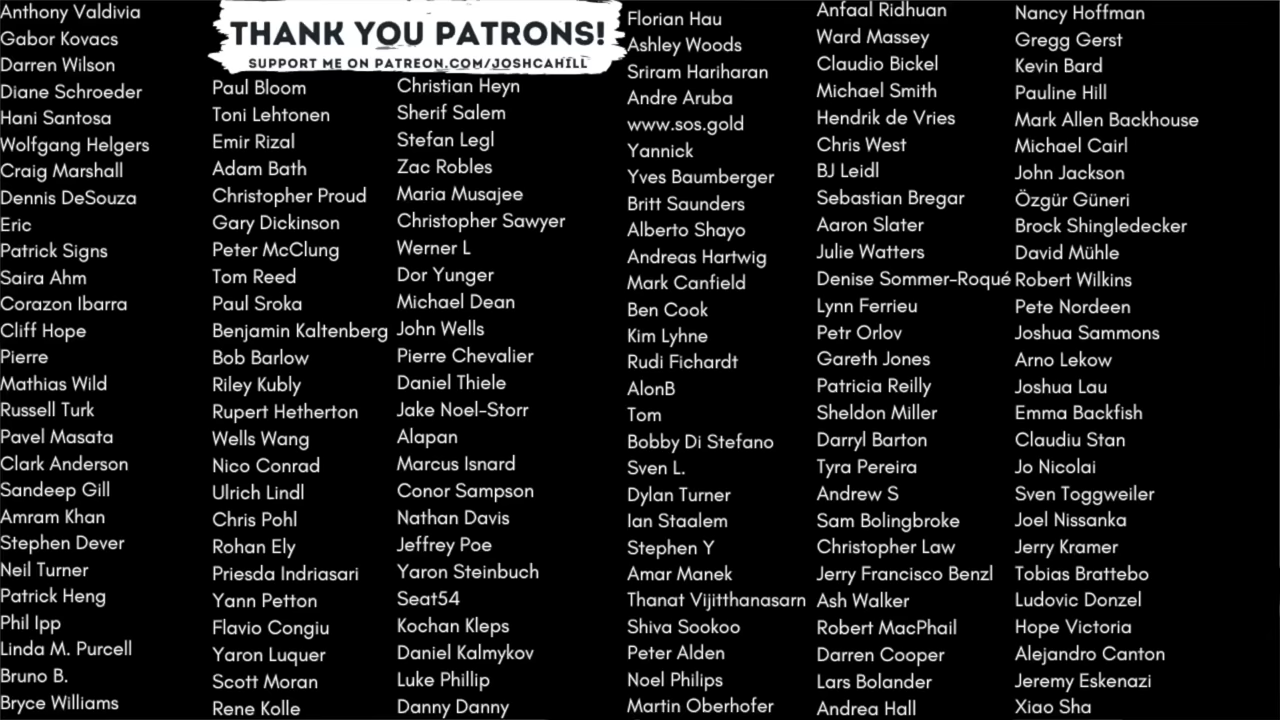 THANK YOU PATRONS!
SUPPORT ME ON PATREON.COM/JOSHCAHILL
Anthony Valdivia
Gabor Kovacs
Darren Wilson
Diane Schroeder
Hani Santosa
Wolfgang Helgers
Craig Marshall
Dennis DeSouza
Eric
Patrick Signs
Saira Ahm
Corazon Ibarra
Cliff Hope
Pierre
Mathias Wild
Russell Turk
Pavel Masata
Clark Anderson
Sandeep Gill
Amram Khan
Stephen Dever
Neil Turner
Patrick Heng
Phil Ipp
Linda M. Purcell
Bruno B.
Bryce Williams
Paul Bloom
Toni Lehtonen
Emir Rizal
Adam Bath
Christopher Proud
Gary Dickinson
Peter McClung
Tom Reed
Paul Sroka
Benjamin Kaltenberg
Bob Barlow
Riley Kubly
Rupert Hetherton
Wells Wang
Nico Conrad
Ulrich Lindl
Chris Pohl
Rohan Ely
Priesda Indriasari
Yann Petton
Flavio Congiu
Yaron Luquer
Scott Moran
Rene Kolle
Christian Heyn
Sherif Salem
Stefan Legl
Zac Robles
Maria Musajee
Christopher Sawyer
Werner L
Dor Yunger
Michael Dean
John Wells
Pierre Chevalier
Daniel Thiele
Jake Noel-Storr
Alapan
Marcus Isnard
Conor Sampson
Nathan Davis
Jeffrey Poe
Yaron Steinbuch
Seat54
Kochan Kleps
Daniel Kalmykov
Luke Phillip
Danny Danny
Florian Hau
Ashley Woods
Sriram Hariharan
Andre Aruba
www.sos.gold
Yannick
Yves Baumberger
Britt Saunders
Alberto Shayo
Andreas Hartwig
Mark Canfield
Ben Cook
Kim Lyhne
Rudi Fichardt
AlonB
Tom
Bobby Di Stefano
Sven L.
Dylan Turner
Ian Staalem
Stephen Y
Amar Manek
Thanat Vijitthanasarn
Shiva Sookoo
Peter Alden
Noel Philips
Martin Oberhofer
Anfaal Ridhuan
Ward Massey
Claudio Bickel
Michael Smith
Hendrik de Vries
Chris West
BJ Leidl
Sebastian Bregar
Aaron Slater
Julie Watters
Denise Sommer-Roqué
Lynn Ferrieu
Petr Orlov
Gareth Jones
Patricia Reilly
Sheldon Miller
Darryl Barton
Tyra Pereira
Andrew S
Sam Bolingbroke
Christopher Law
Jerry Francisco Benzl
Ash Walker
Robert MacPhail
Darren Cooper
Lars Bolander
Andrea Hall
Nancy Hoffman
Gregg Gerst
Kevin Bard
Pauline Hill
Mark Allen Backhouse
Michael Cairl
John Jackson
Özgür Güneri
Brock Shingledecker
David Mühle
Robert Wilkins
Pete Nordeen
Joshua Sammons
Arno Lekow
Joshua Lau
Emma Backfish
Claudiu Stan
Jo Nicolai
Sven Toggweiler
Joel Nissanka
Jerry Kramer
Tobias Brattebo
Ludovic Donzel
Hope Victoria
Alejandro Canton
Jeremy Eskenazi
Xiao Sha